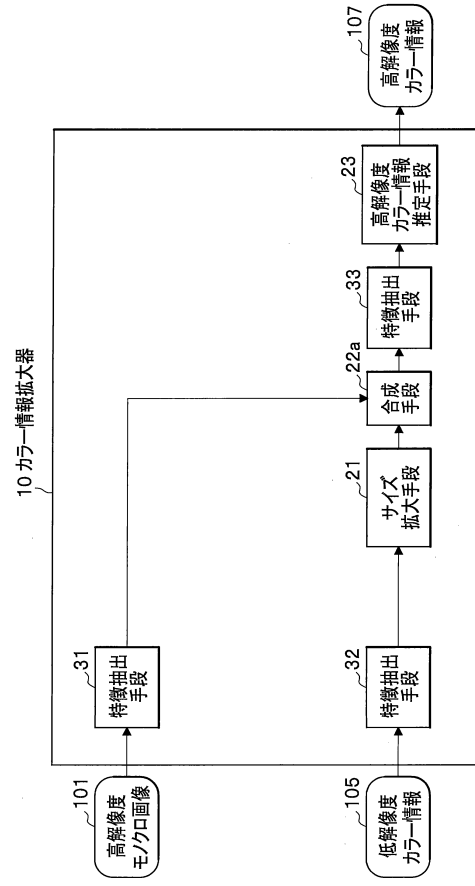 10 カラー情報拡大器
101
高解像度
モノクロ画像
31
特徴抽出
手段
105
低解像度
カラー情報
32
特徴抽出
手段
21
サイズ
拡大手段
22a
合成
手段
33
特徴抽出
手段
23
高解像度
カラー情報
推定手段
107
高解像度
カラー情報